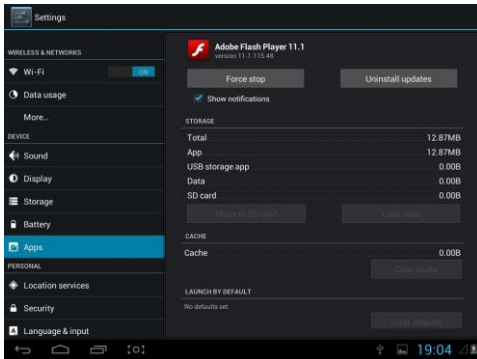 Settings
WIRELESS & NETWORKS
Wi-Fi
ON
Data usage
More...
DEVICE
Sound
Display
Storage
Battery
Apps
PERSONAL
Location services
Security
Language & input
Adobe Flash Player 11.1
version 11.1.115.48
Force stop
Uninstall updates
Show notifications
STORAGE
Total 12.87MB
App 12.87MB
USB storage app 0.00B
Data 0.00B
SD card 0.00B
Move to SD card
Clear data
CACHE
Cache 0.00B
Clear cache
LAUNCH BY DEFAULT
No defaults set.
Clear defaults
19:04